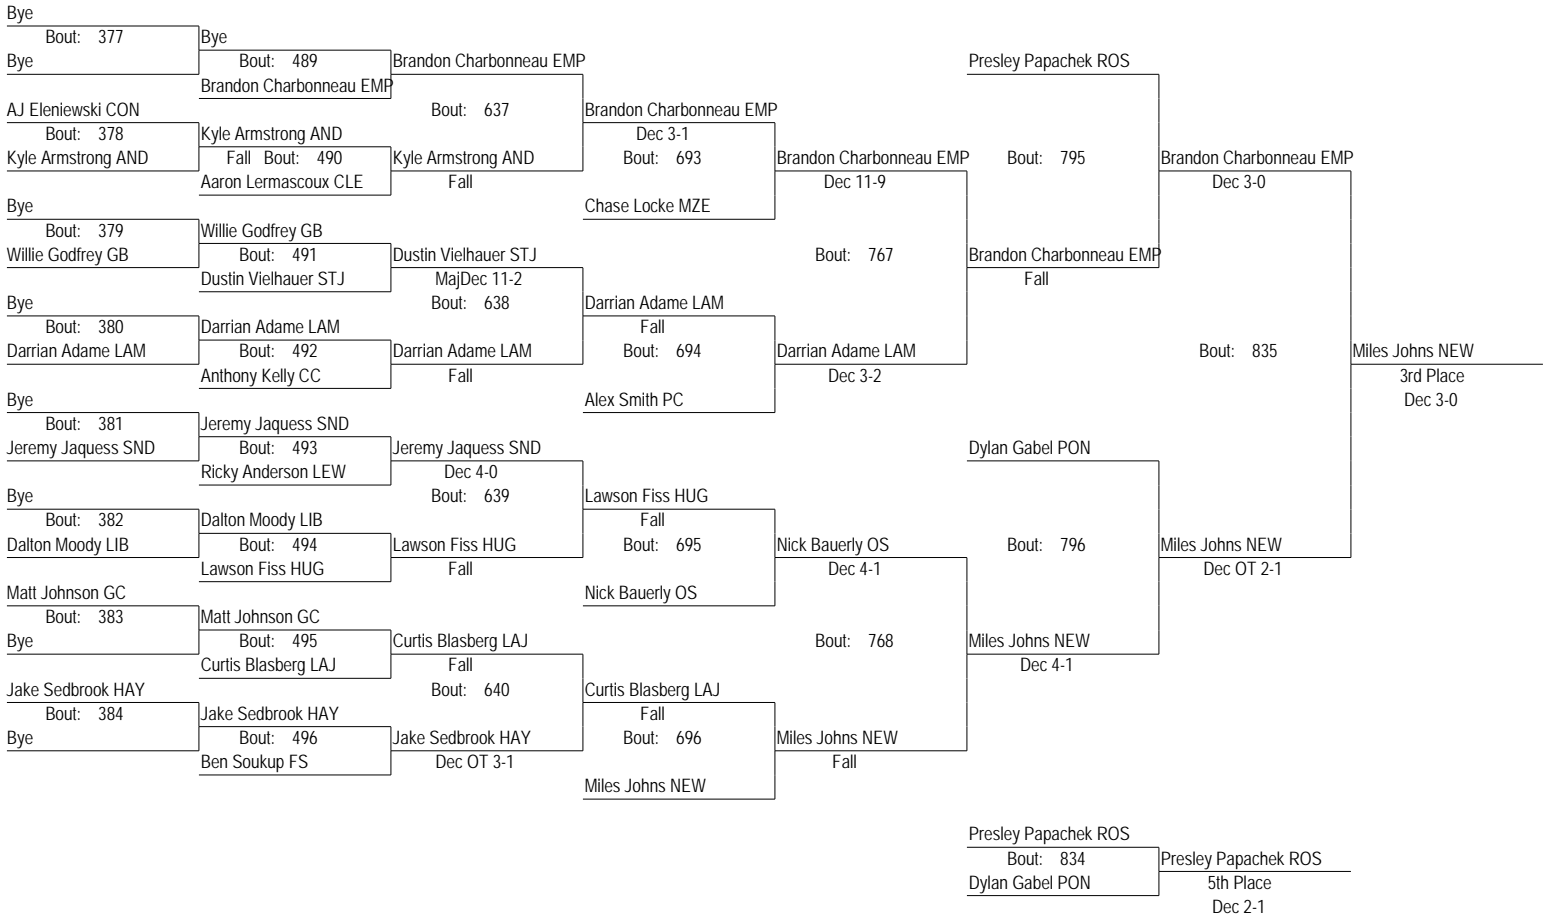 Bye
Bout: 377 Bye
Bye Bout: 489 Brandon Charbonneau EMP Presley Papachek ROS
Brandon Charbonneau EMP
AJ Eleniewski CON Bout: 637 Brandon Charbonneau EMP
Bout: 378 Kyle Armstrong AND Dec 3-1
Kyle Armstrong AND Fall Bout: 490 Kyle Armstrong AND Bout: 693 Brandon Charbonneau EMP Bout: 795 Brandon Charbonneau EMP
Aaron Lermascoux CLE Fall Dec 11-9 Dec 3-0
Bye Chase Locke MZE
Bout: 379 Willie Godfrey GB
Willie Godfrey GB Bout: 491 Dustin Vielhauer STJ Bout: 767 Brandon Charbonneau EMP
Dustin Vielhauer STJ MajDec 11-2 Fall
Bye Bout: 638 Darrian Adame LAM
Bout: 380 Darrian Adame LAM Fall
Darrian Adame LAM Bout: 492 Darrian Adame LAM Bout: 694 Darrian Adame LAM Bout: 835 Miles Johns NEW
Anthony Kelly CC Fall Dec 3-2 3rd Place
Bye Alex Smith PC Dec 3-0
Bout: 381 Jeremy Jaquess SND
Jeremy Jaquess SND Bout: 493 Jeremy Jaquess SND Dylan Gabel PON
Ricky Anderson LEW Dec 4-0
Bye Bout: 639 Lawson Fiss HUG
Bout: 382 Dalton Moody LIB Fall
Dalton Moody LIB Bout: 494 Lawson Fiss HUG Bout: 695 Nick Bauerly OS Bout: 796 Miles Johns NEW
Lawson Fiss HUG Fall Dec 4-1 Dec OT 2-1
Matt Johnson GC Nick Bauerly OS
Bout: 383 Matt Johnson GC
Bye Bout: 495 Curtis Blasberg LAJ Bout: 768 Miles Johns NEW
Curtis Blasberg LAJ Fall Dec 4-1
Jake Sedbrook HAY Bout: 640 Curtis Blasberg LAJ
Bout: 384 Jake Sedbrook HAY Fall
Bye Bout: 496 Jake Sedbrook HAY Bout: 696 Miles Johns NEW
Ben Soukup FS Dec OT 3-1 Fall
Miles Johns NEW
Presley Papachek ROS
Bout: 834 Presley Papachek ROS
Dylan Gabel PON 5th Place
Dec 2-1